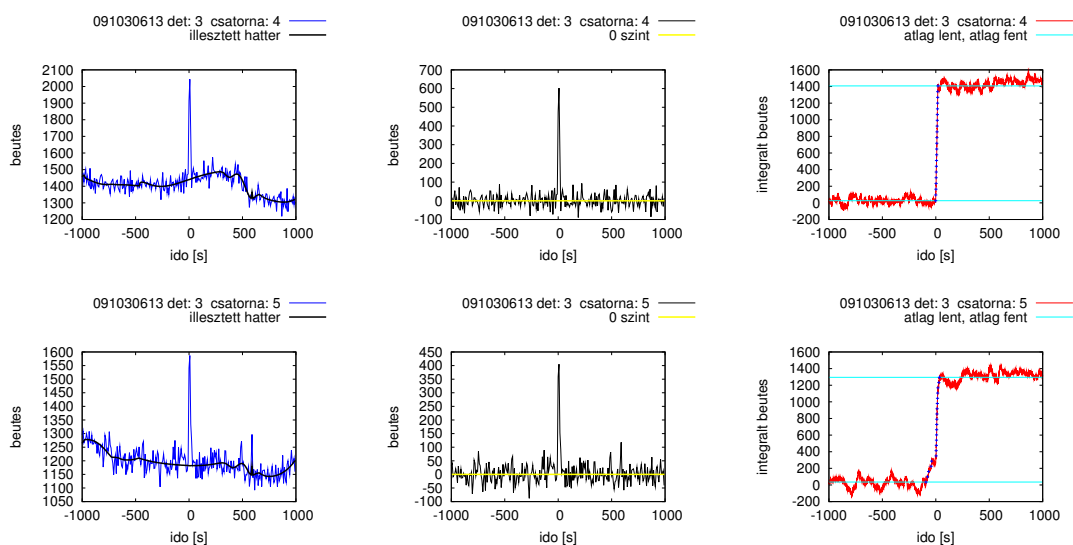 091030613 det: 3 csatorna: 4
illesztett hatter
2100
2000
1900
1800
1700
1600
1500
1400
1300
1200
-1000 -500 0 500 1000
beutes
ido [s]
091030613 det: 3 csatorna: 4
0 szint
700
600
500
400
300
200
100
0
-100
-1000 -500 0 500 1000
beutes
ido [s]
091030613 det: 3 csatorna: 4
atlag lent, atlag fent
1600
1400
1200
1000
800
600
400
200
0
-200
-1000 -500 0 500 1000
integralt beutes
ido [s]
091030613 det: 3 csatorna: 5
illesztett hatter
1600
1550
1500
1450
1400
1350
1300
1250
1200
1150
1100
1050
-1000 -500 0 500 1000
beutes
ido [s]
091030613 det: 3 csatorna: 5
0 szint
450
400
350
300
250
200
150
100
50
0
-50
-100
-1000 -500 0 500 1000
beutes
ido [s]
091030613 det: 3 csatorna: 5
atlag lent, atlag fent
1600
1400
1200
1000
800
600
400
200
0
-200
-1000 -500 0 500 1000
integralt beutes
ido [s]